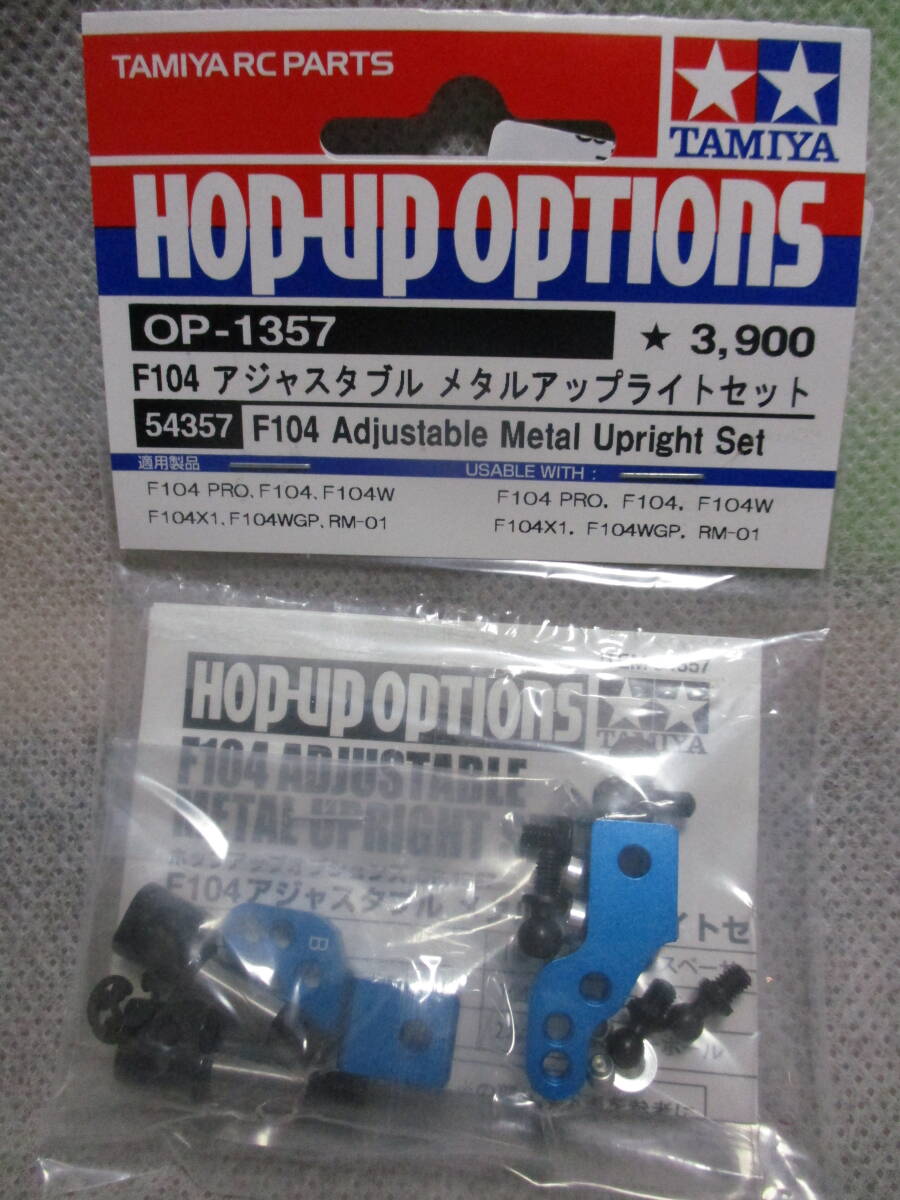 TAMIYA RC PARTS
TAMIYA
HOP-UP OPTIONS
OP-1357
★ 3,900
F104 アジャスタブル メタルアップライトセット
54357 F104 Adjustable Metal Upright Set
適用製品
USABLE WITH :
F104 PRO、F104、F104W
F104X1、F104WGP、RM-01
F104 PRO, F104, F104W
F104X1, F104WGP, RM-01
HOP-UP OPTIONS
TAMIYA
F104 ADJUSTABLE
METAL UPRIGHT
F104アジャスタブル
イトセ
B